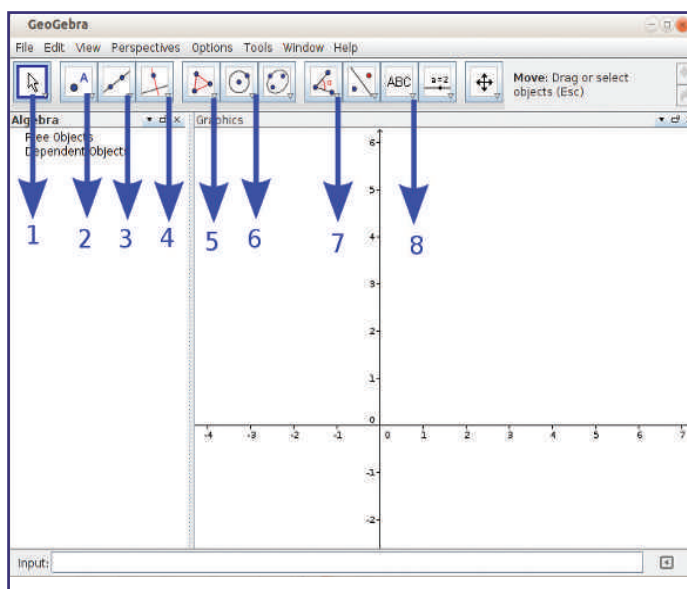 GeoGebra
File Edit View Perspectives Options Tools Window Help
A
α
ABC
a=2
Move: Drag or select
objects (Esc)
Algebra
Graphics
Free Objects
Dependent Objects
1 2 3 4 5 6 7 8
6
5
4
3
2
1
0
-4 -3 -2 -1 0 1 2 3 4 5 6 7
-1
-2
Input: